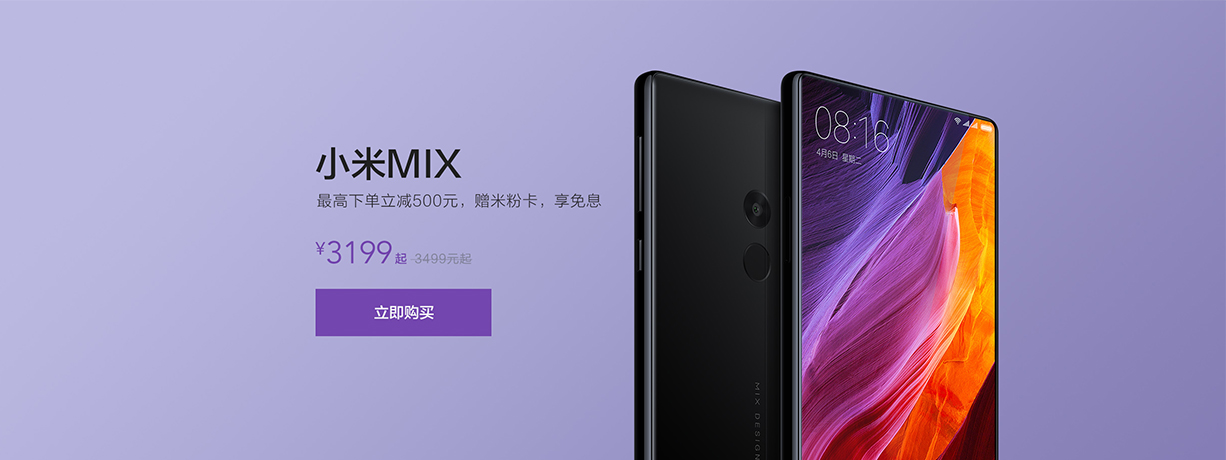 小米MIX
最高下单立减500元，赠米粉卡，享免息
¥3199起 3499元起
立即购买
08:16
4月6日 星期二
MIX DESIGN